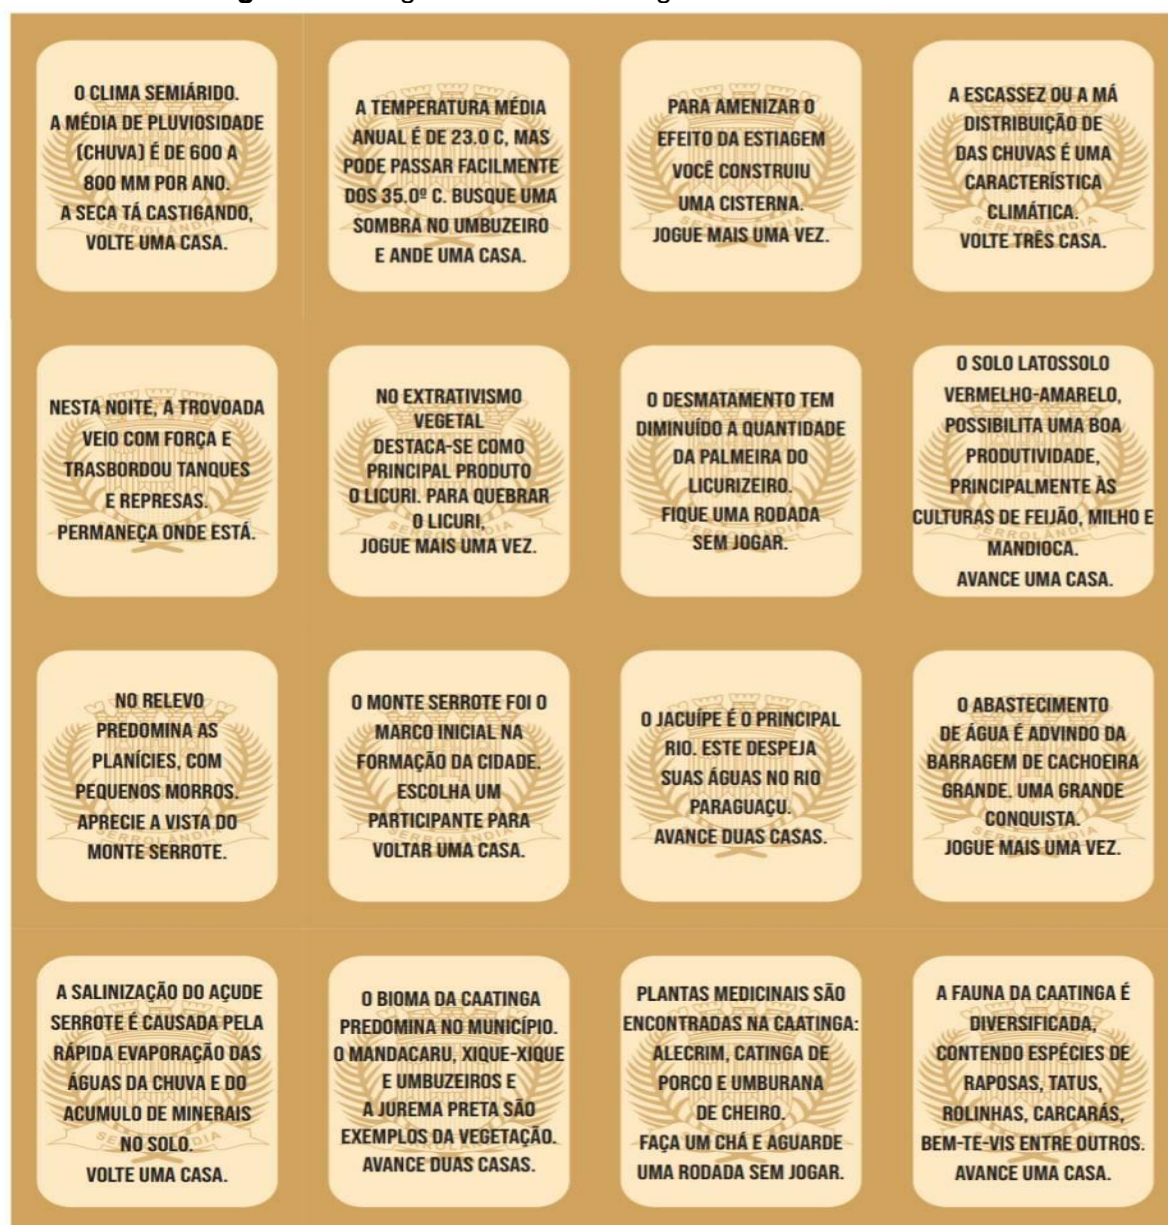 O CLIMA SEMIÁRIDO.
A MÉDIA DE PLUVIOSIDADE
(CHUVA) É DE 600 A
800 MM POR ANO.
A SECA TÁ CASTIGANDO,
VOLTE UMA CASA.
A TEMPERATURA MÉDIA
ANUAL É DE 23.0 C, MAS
PODE PASSAR FACILMENTE
DOS 35.0º C. BUSQUE UMA
SOMBRA NO UMBUZEIRO
E ANDE UMA CASA.
PARA AMENIZAR O
EFEITO DA ESTIAGEM
VOCÊ CONSTRUIU
UMA CISTERNA.
JOGUE MAIS UMA VEZ.
A ESCASSEZ OU A MÁ
DISTRIBUIÇÃO DE
DAS CHUVAS É UMA
CARACTERÍSTICA
CLIMÁTICA.
VOLTE TRÊS CASA.
NESTA NOITE, A TROVOADA
VEIO COM FORÇA E
TRASBORDOU TANQUES
E REPRESAS.
PERMANEÇA ONDE ESTÁ.
NO EXTRATIVISMO
VEGETAL
DESTACA-SE COMO
PRINCIPAL PRODUTO
O LICURI. PARA QUEBRAR
O LICURI,
JOGUE MAIS UMA VEZ.
O DESMATAMENTO TEM
DIMINUÍDO A QUANTIDADE
DA PALMEIRA DO
LICURIZEIRO.
FIQUE UMA RODADA
SEM JOGAR.
O SOLO LATOSSOLO
VERMELHO-AMARELO,
POSSIBILITA UMA BOA
PRODUTIVIDADE,
PRINCIPALMENTE ÀS
CULTURAS DE FEIJÃO, MILHO E
MANDIOCA.
AVANCE UMA CASA.
NO RELEVO
PREDOMINA AS
PLANÍCIES, COM
PEQUENOS MORROS.
APRECIE A VISTA DO
MONTE SERROTE.
O MONTE SERROTE FOI O
MARCO INICIAL NA
FORMAÇÃO DA CIDADE.
ESCOLHA UM
PARTICIPANTE PARA
VOLTAR UMA CASA.
O JACUÍPE É O PRINCIPAL
RIO. ESTE DESPEJA
SUAS ÁGUAS NO RIO
PARAGUAÇU.
AVANCE DUAS CASAS.
O ABASTECIMENTO
DE ÁGUA É ADVINDO DA
BARRAGEM DE CACHOEIRA
GRANDE. UMA GRANDE
CONQUISTA.
JOGUE MAIS UMA VEZ.
A SALINIZAÇÃO DO AÇUDE
SERROTE É CAUSADA PELA
RÁPIDA EVAPORAÇÃO DAS
ÁGUAS DA CHUVA E DO
ACUMULO DE MINERAIS
NO SOLO.
VOLTE UMA CASA.
O BIOMA DA CAATINGA
PREDOMINA NO MUNICÍPIO.
O MANDACARU, XIQUE-XIQUE
E UMBUZEIROS E
A JUREMA PRETA SÃO
EXEMPLOS DA VEGETAÇÃO.
AVANCE DUAS CASAS.
PLANTAS MEDICINAIS SÃO
ENCONTRADAS NA CAATINGA:
ALECRIM, CATINGA DE
PORCO E UMBURANA
DE CHEIRO.
FAÇA UM CHÁ E AGUARDE
UMA RODADA SEM JOGAR.
A FAUNA DA CAATINGA É
DIVERSIFICADA,
CONTENDO ESPÉCIES DE
RAPOSAS, TATUS,
ROLINHAS, CARCARÁS,
BEM-TE-VIS ENTRE OUTROS.
AVANCE UMA CASA.